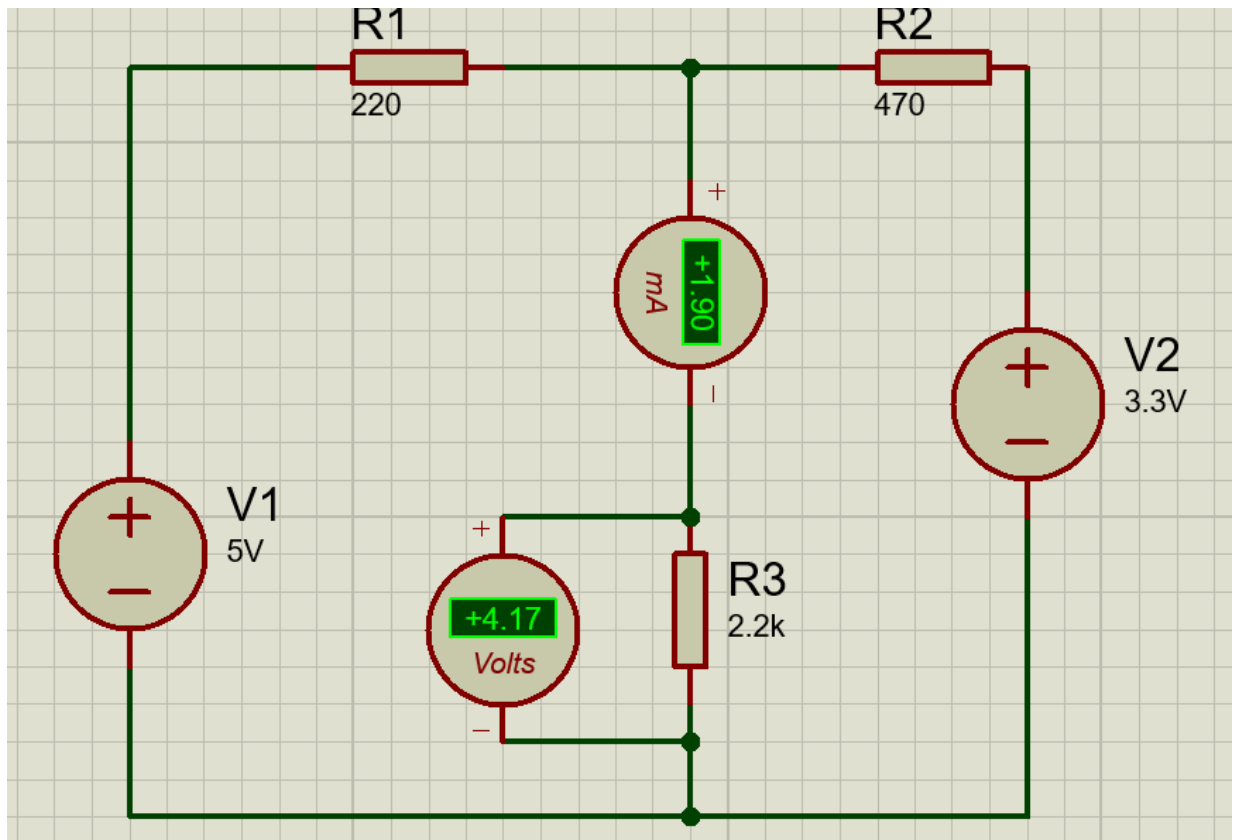 R1
220
R2
470
+
+1.90
mA
-
V2
3.3V
V1
5V
+
+4.17
Volts
-
R3
2.2k